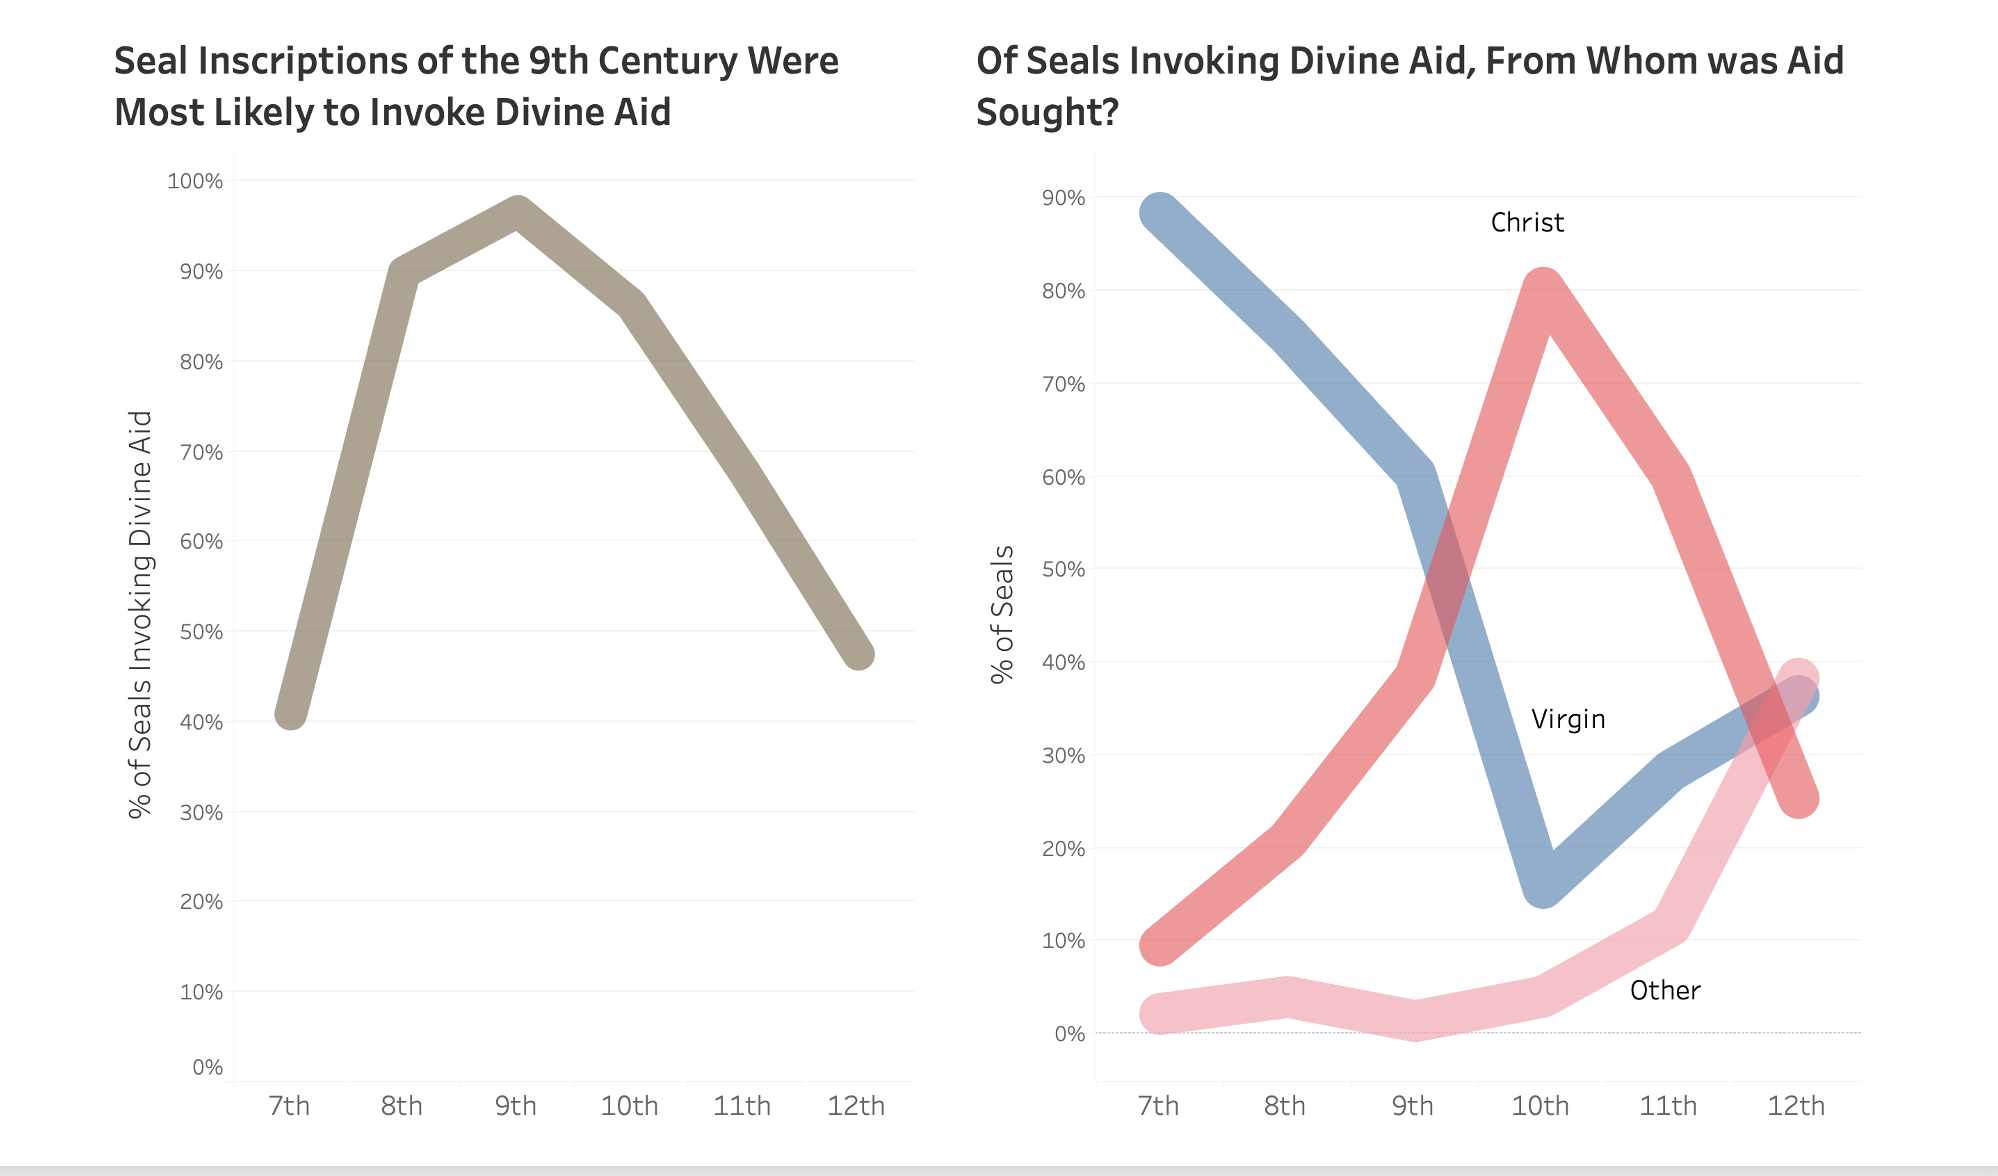 Seal Inscriptions of the 9th Century Were
Most Likely to Invoke Divine Aid
% of Seals Invoking Divine Aid
100%
90%
80%
70%
60%
50%
40%
30%
20%
10%
0%
7th 8th 9th 10th 11th 12th
Of Seals Invoking Divine Aid, From Whom was Aid
Sought?
% of Seals
90%
80%
70%
60%
50%
40%
30%
20%
10%
0%
Christ
Virgin
Other
7th 8th 9th 10th 11th 12th